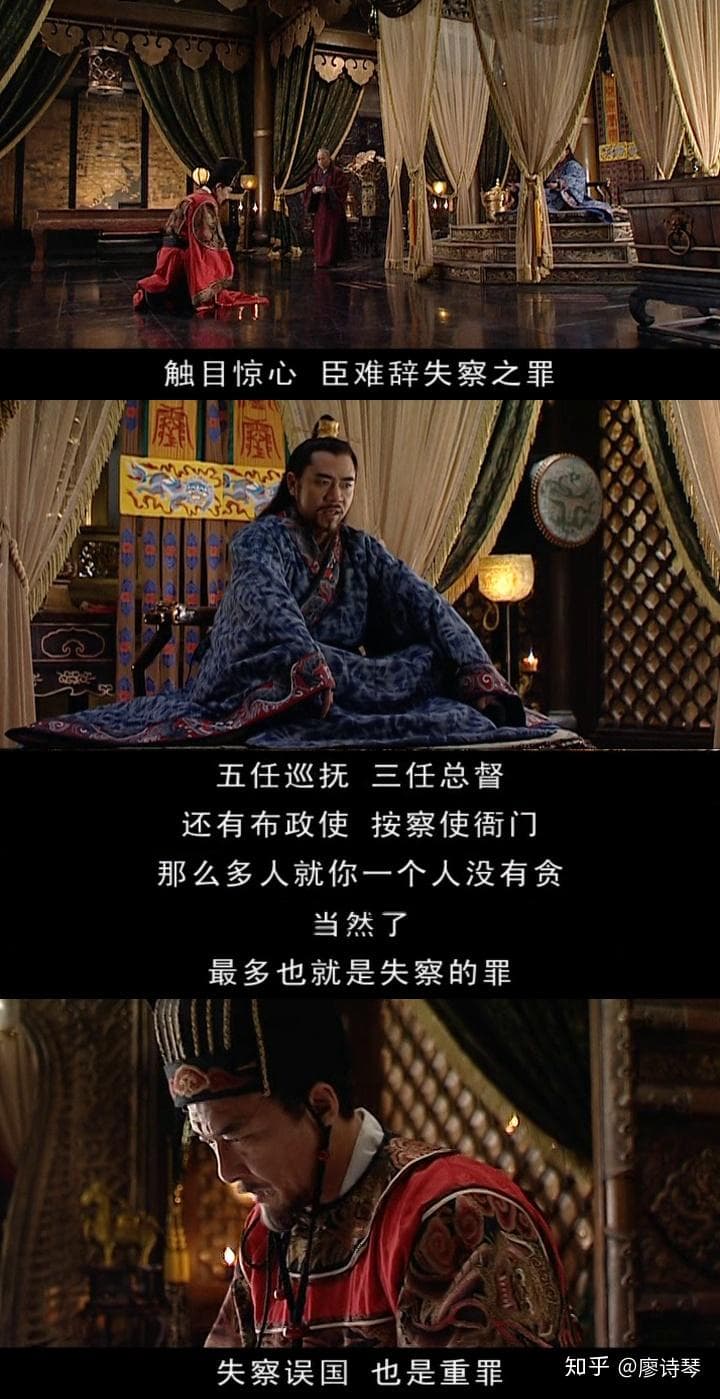 触目惊心 臣难辞失察之罪
五任巡抚 三任总督
还有布政使 按察使衙门
那么多人就你一个人没有贪
当然了
最多也就是失察的罪
失察误国 也是重罪
知乎 @廖诗琴